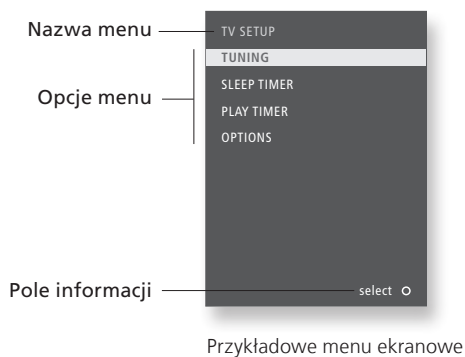 Nazwa menu
TV SETUP
TUNING
Opcje menu
SLEEP TIMER
PLAY TIMER
OPTIONS
Pole informacji
select
Przykładowe menu ekranowe